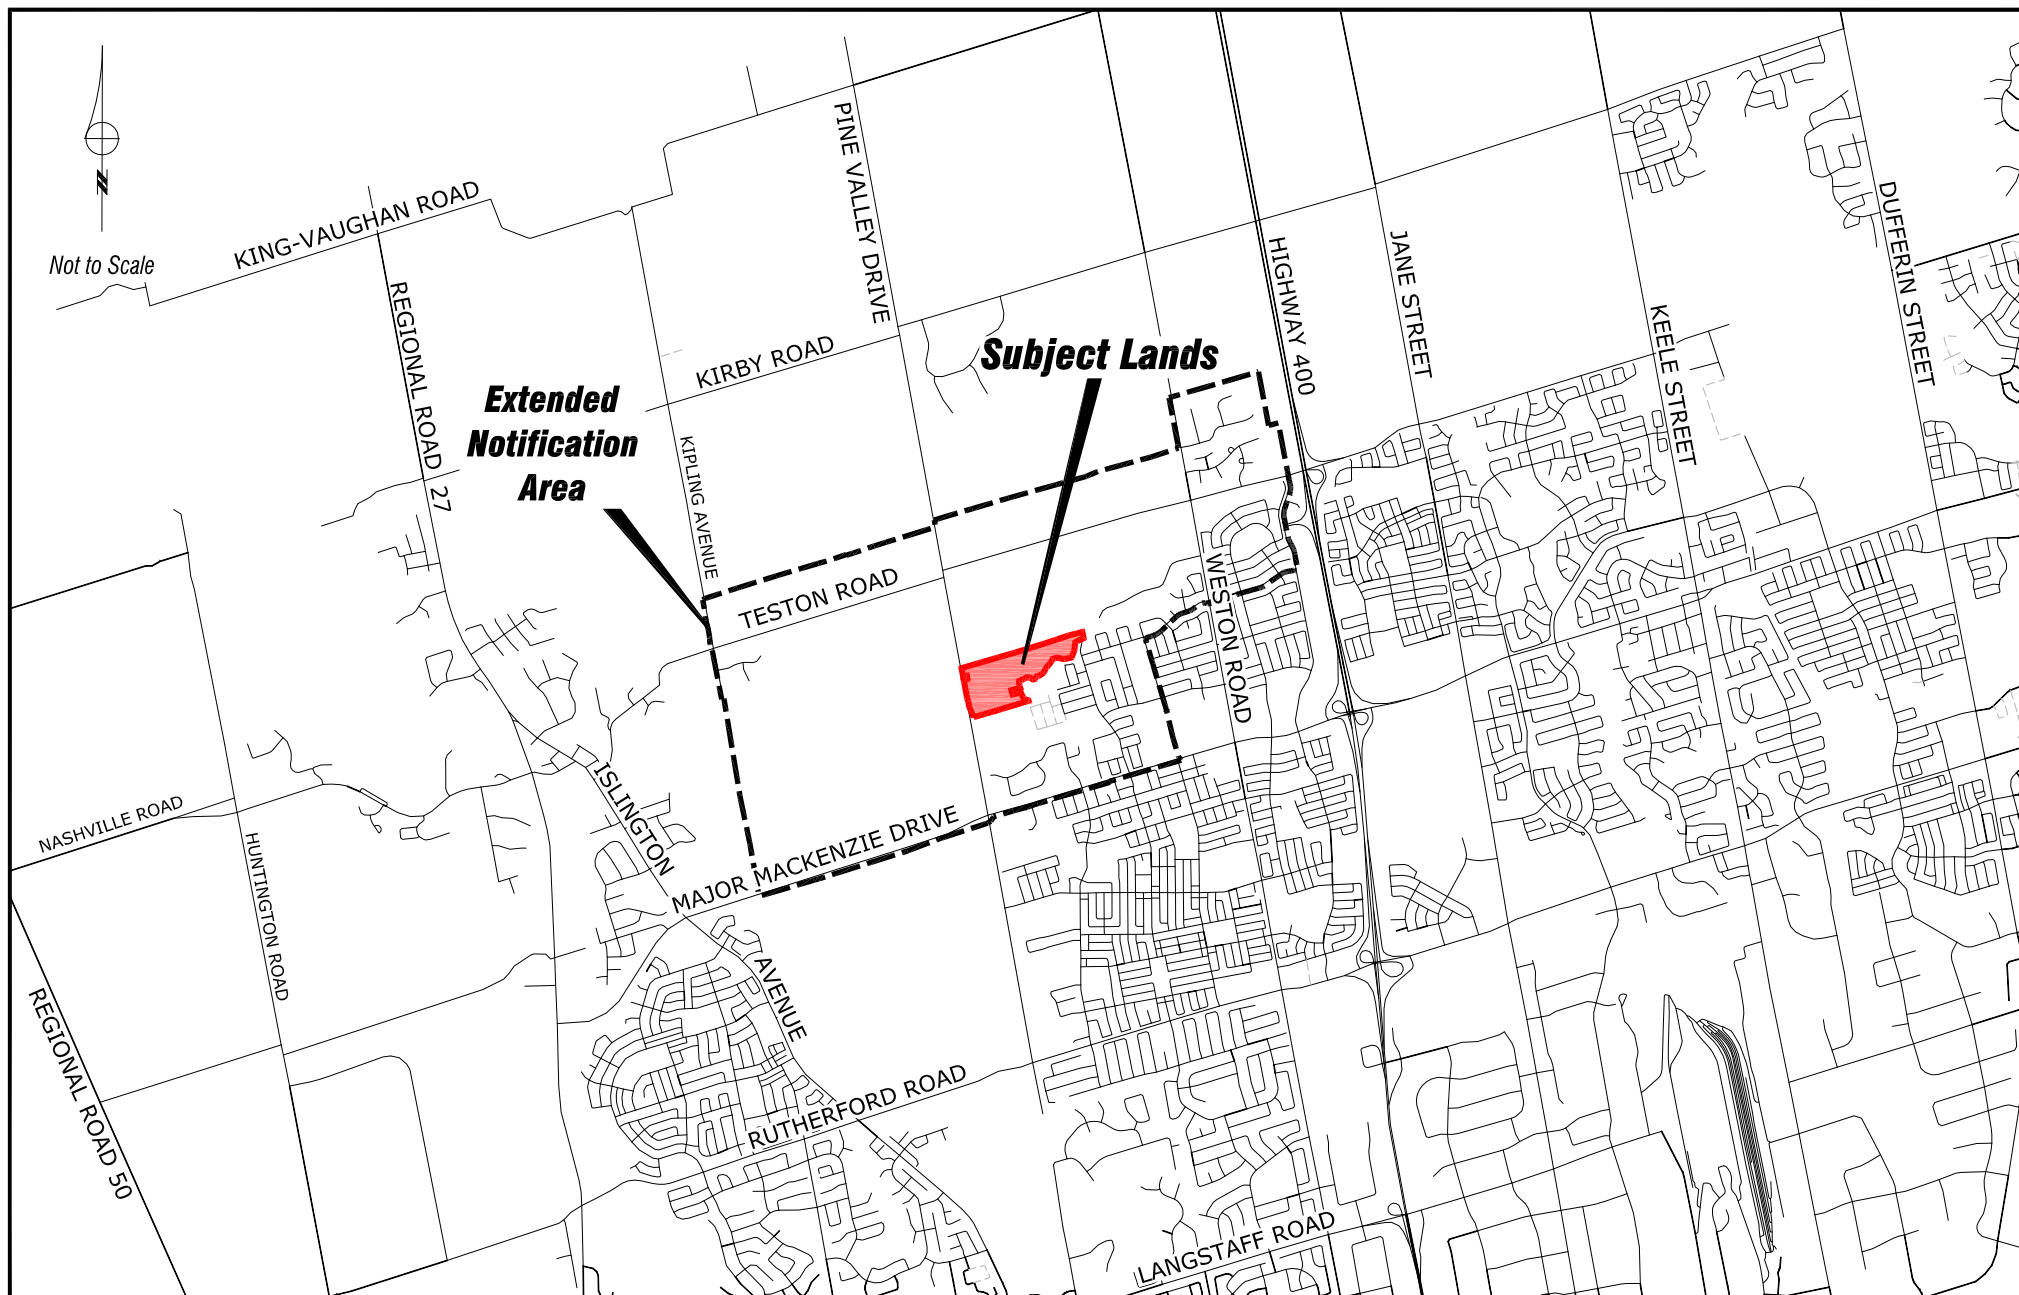 N
Not to Scale
KING-VAUGHAN ROAD
PINE VALLEY DRIVE
REGIONAL ROAD 27
KIRBY ROAD
Subject Lands
HIGHWAY 400
JANE STREET
KEELE STREET
DUFFERIN STREET
Extended
Notification
Area
KIPLING AVENUE
TESTON ROAD
WESTON ROAD
NASHVILLE ROAD
HUNTINGTON ROAD
ISLINGTON
AVENUE
MAJOR MACKENZIE DRIVE
REGIONAL ROAD 50
RUTHERFORD ROAD
LANGSTAFF ROAD